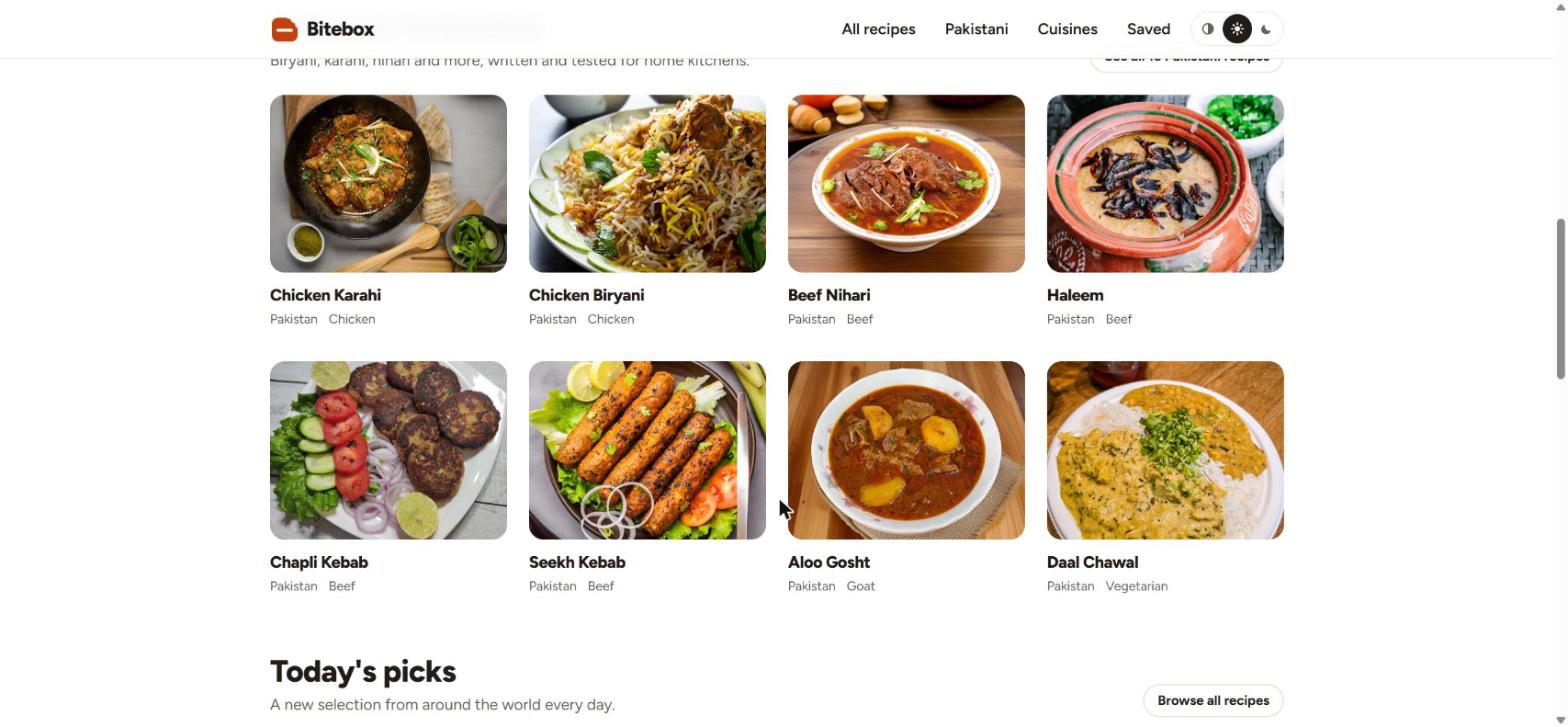 Bitebox
All recipes Pakistani Cuisines Saved
Biryani, karahi, nihari and more, written and tested for home kitchens.
Chicken Karahi Chicken Biryani Beef Nihari Haleem
Pakistan Chicken Pakistan Chicken Pakistan Beef Pakistan Beef
Chapli Kebab Seekh Kebab Aloo Gosht Daal Chawal
Pakistan Beef Pakistan Beef Pakistan Goat Pakistan Vegetarian
Today's picks
A new selection from around the world every day.
Browse all recipes